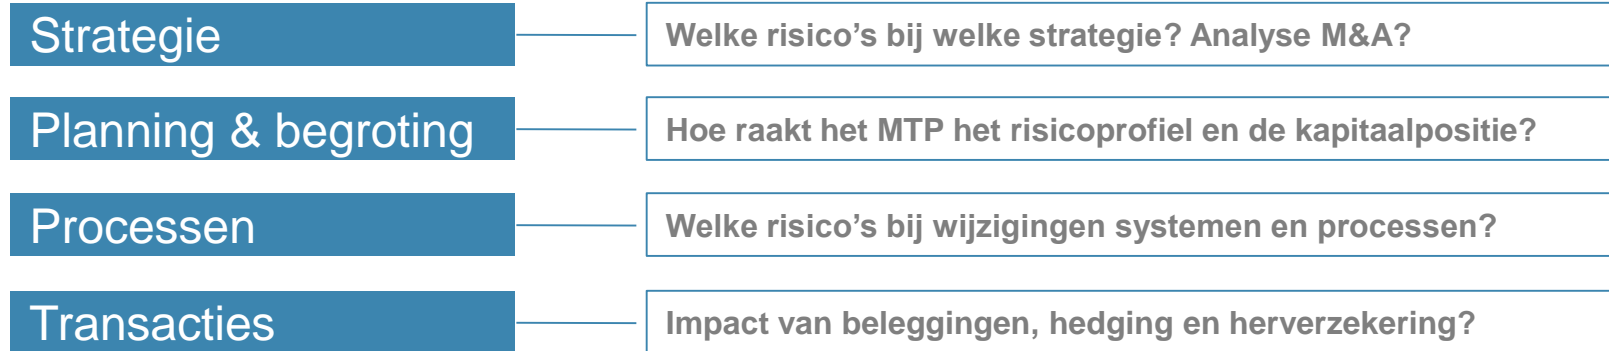 Strategie
Welke risico's bij welke strategie? Analyse M&A?
Planning & begroting
Hoe raakt het MTP het risicoprofiel en de kapitaalpositie?
Processen
Welke risico's bij wijzigingen systemen en processen?
Transacties
Impact van beleggingen, hedging en herverzekering?